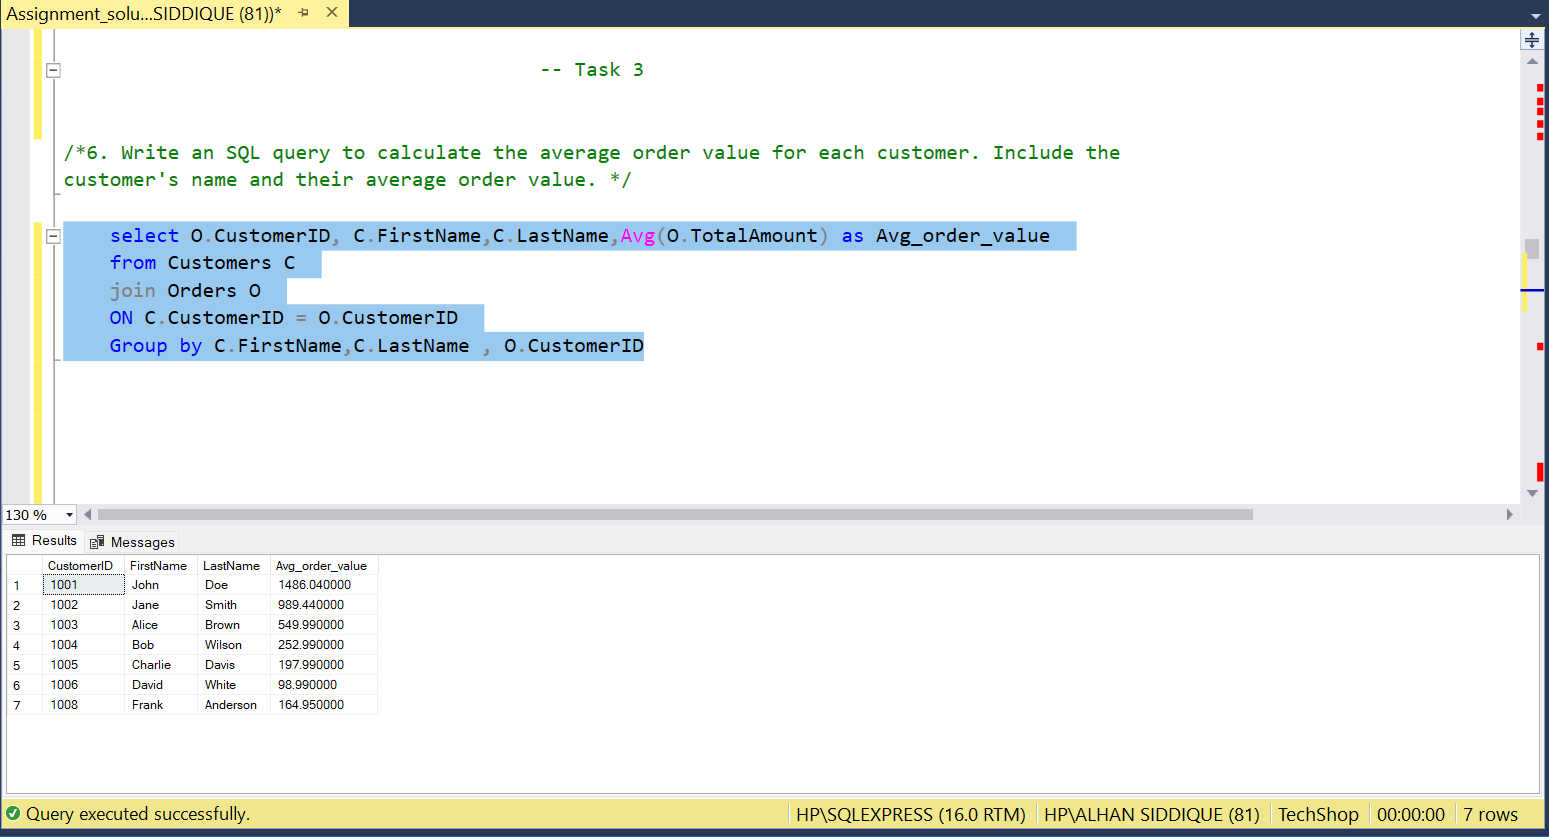 Assignment_solu...SIDDIQUE (81))*
-- Task 3
/*6. Write an SQL query to calculate the average order value for each customer. Include the
customer's name and their average order value. */
select O.CustomerID, C.FirstName,C.LastName,Avg(O.TotalAmount) as Avg_order_value
from Customers C
join Orders O
ON C.CustomerID = O.CustomerID
Group by C.FirstName,C.LastName , O.CustomerID
130 %
Results Messages
CustomerID FirstName LastName Avg_order_value
1 1001 John Doe 1486.040000
2 1002 Jane Smith 989.440000
3 1003 Alice Brown 549.990000
4 1004 Bob Wilson 252.990000
5 1005 Charlie Davis 197.990000
6 1006 David White 98.990000
7 1008 Frank Anderson 164.950000
Query executed successfully. HP\SQLEXPRESS (16.0 RTM) HP\ALHAN SIDDIQUE (81) TechShop 00:00:00 7 rows